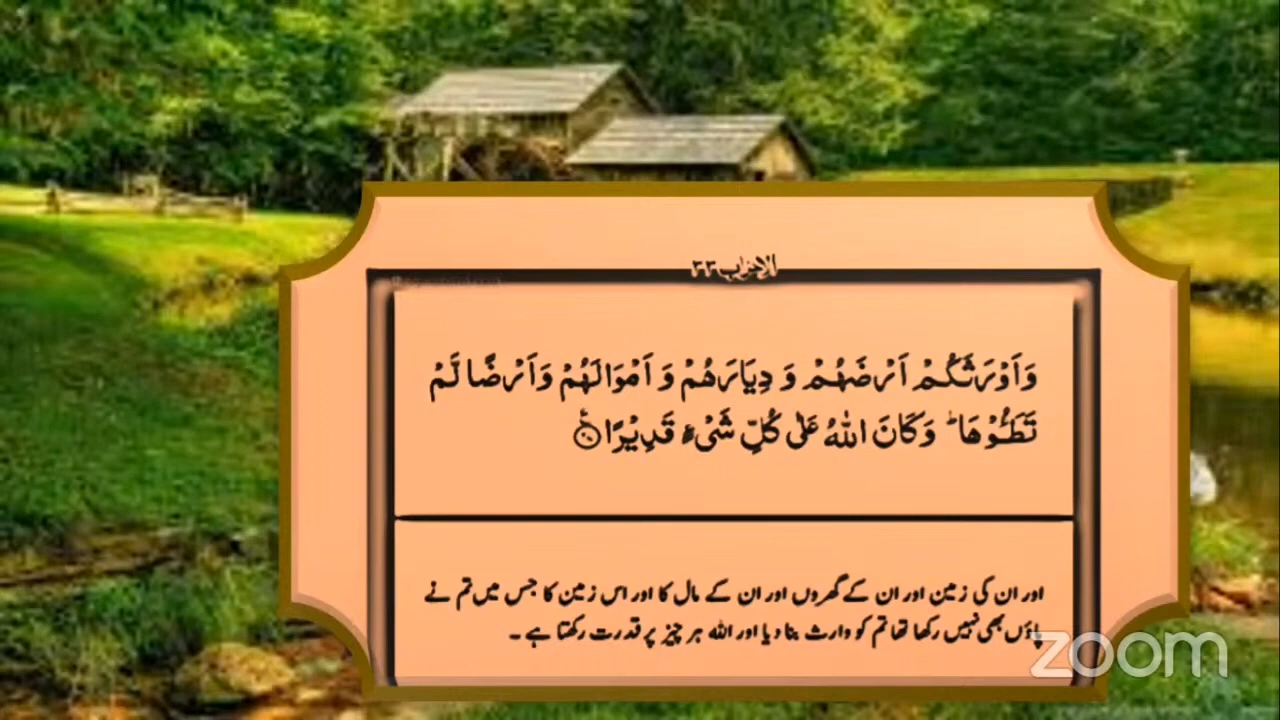 الاحزاب ٣٣
وَاَوْرَثَكُمْ اَرْضَهُمْ وَ دِيَارَهُمْ وَ اَمْوَالَهُمْ وَاَرْضًا لَّمْ
تَطَـُٔوْهَا ؕ وَكَانَ اللّٰهُ عَلٰى كُلِّ شَىْءٍ قَدِيْرًا
اور ان کی زمین اور ان کے گھروں اور ان کے مال کا اور اس زمین کا جس میں تم نے
پاؤں بھی نہیں رکھا تھا تم کو وارث بنا دیا اور اللہ ہر چیز پر قدرت رکھتا ہے ۔
zoom